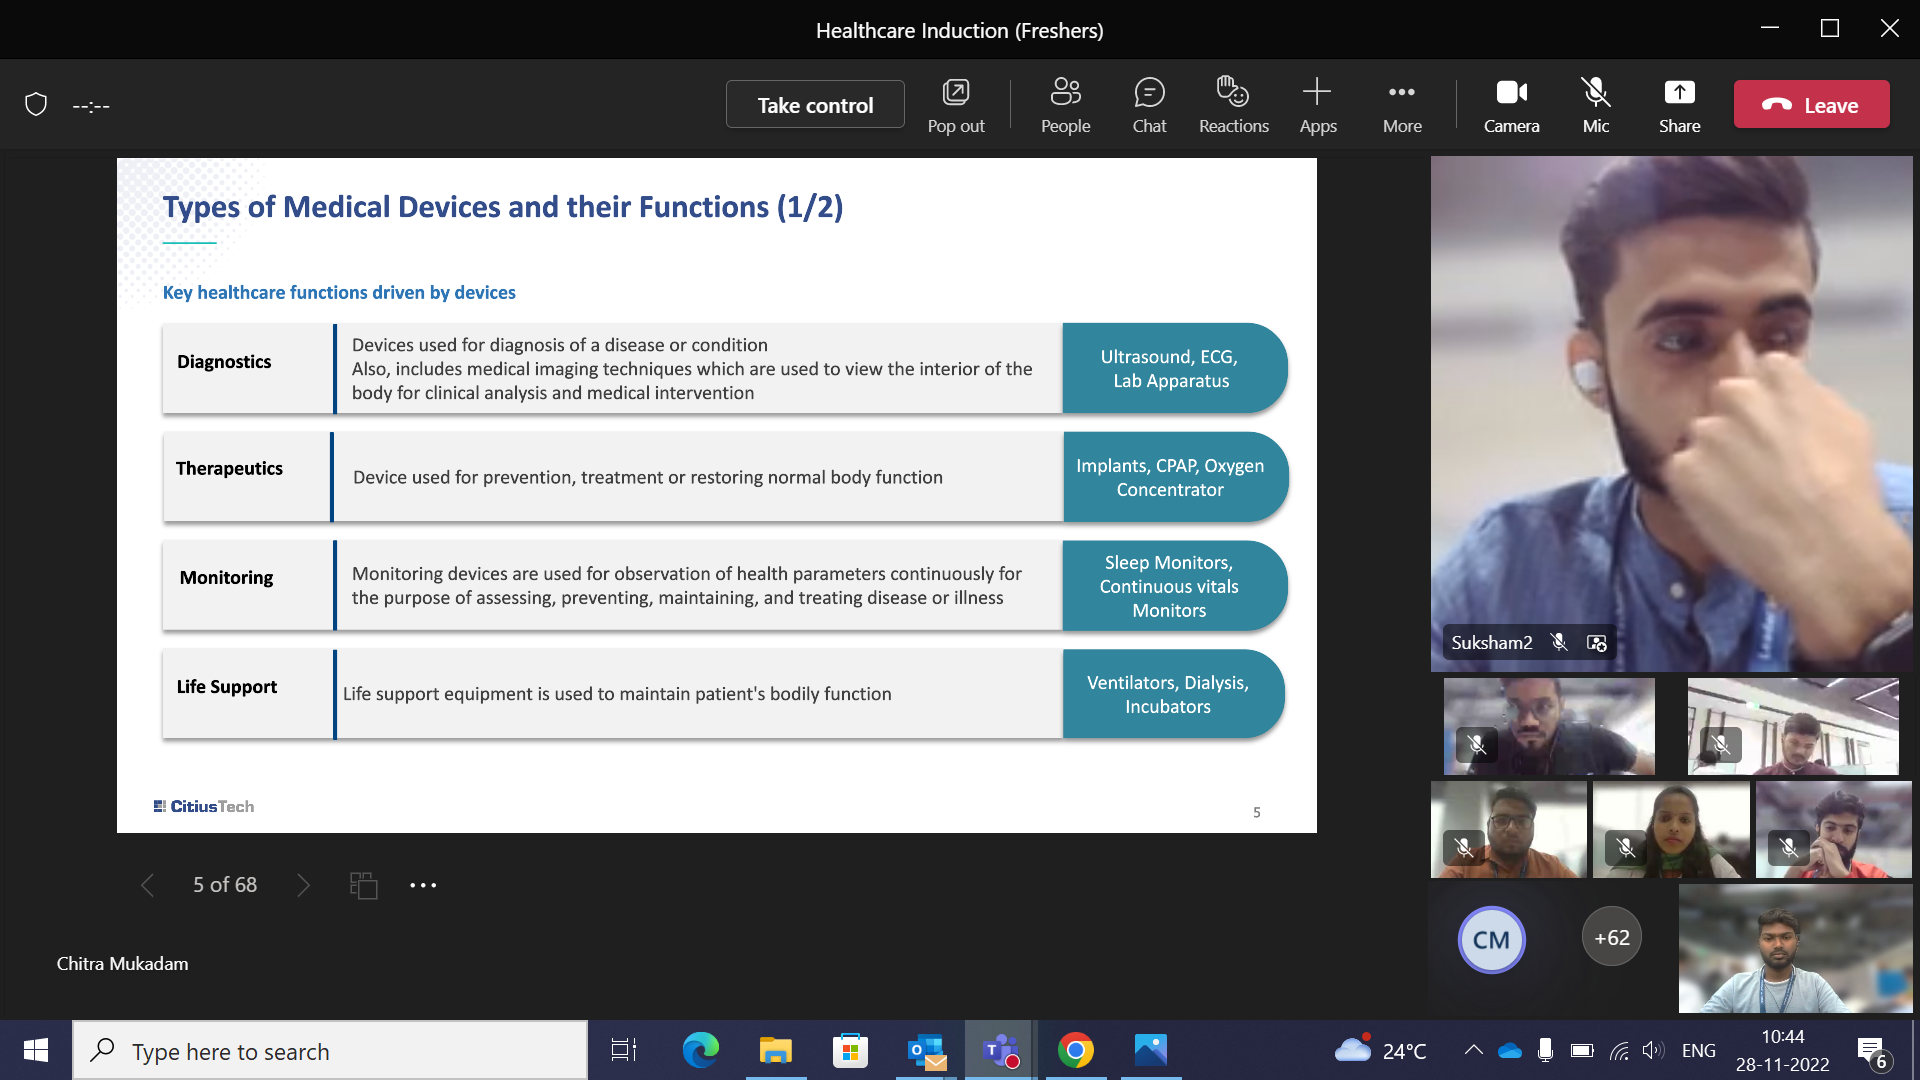 Healthcare Induction (Freshers)
--:--
Take control
Pop out
People
Chat
Reactions
Apps
More
Camera
Mic
Share
Leave
Types of Medical Devices and their Functions (1/2)
Key healthcare functions driven by devices
Diagnostics
Devices used for diagnosis of a disease or condition
Also, includes medical imaging techniques which are used to view the interior of the
body for clinical analysis and medical intervention
Ultrasound, ECG,
Lab Apparatus
Therapeutics
Device used for prevention, treatment or restoring normal body function
Implants, CPAP, Oxygen
Concentrator
Monitoring
Monitoring devices are used for observation of health parameters continuously for
the purpose of assessing, preventing, maintaining, and treating disease or illness
Sleep Monitors,
Continuous vitals
Monitors
Life Support
Life support equipment is used to maintain patient's bodily function
Ventilators, Dialysis,
Incubators
CitiusTech
5
Suksham2
5 of 68
CM
+62
Chitra Mukadam
Type here to search
24°C
ENG
10:44
28-11-2022
6